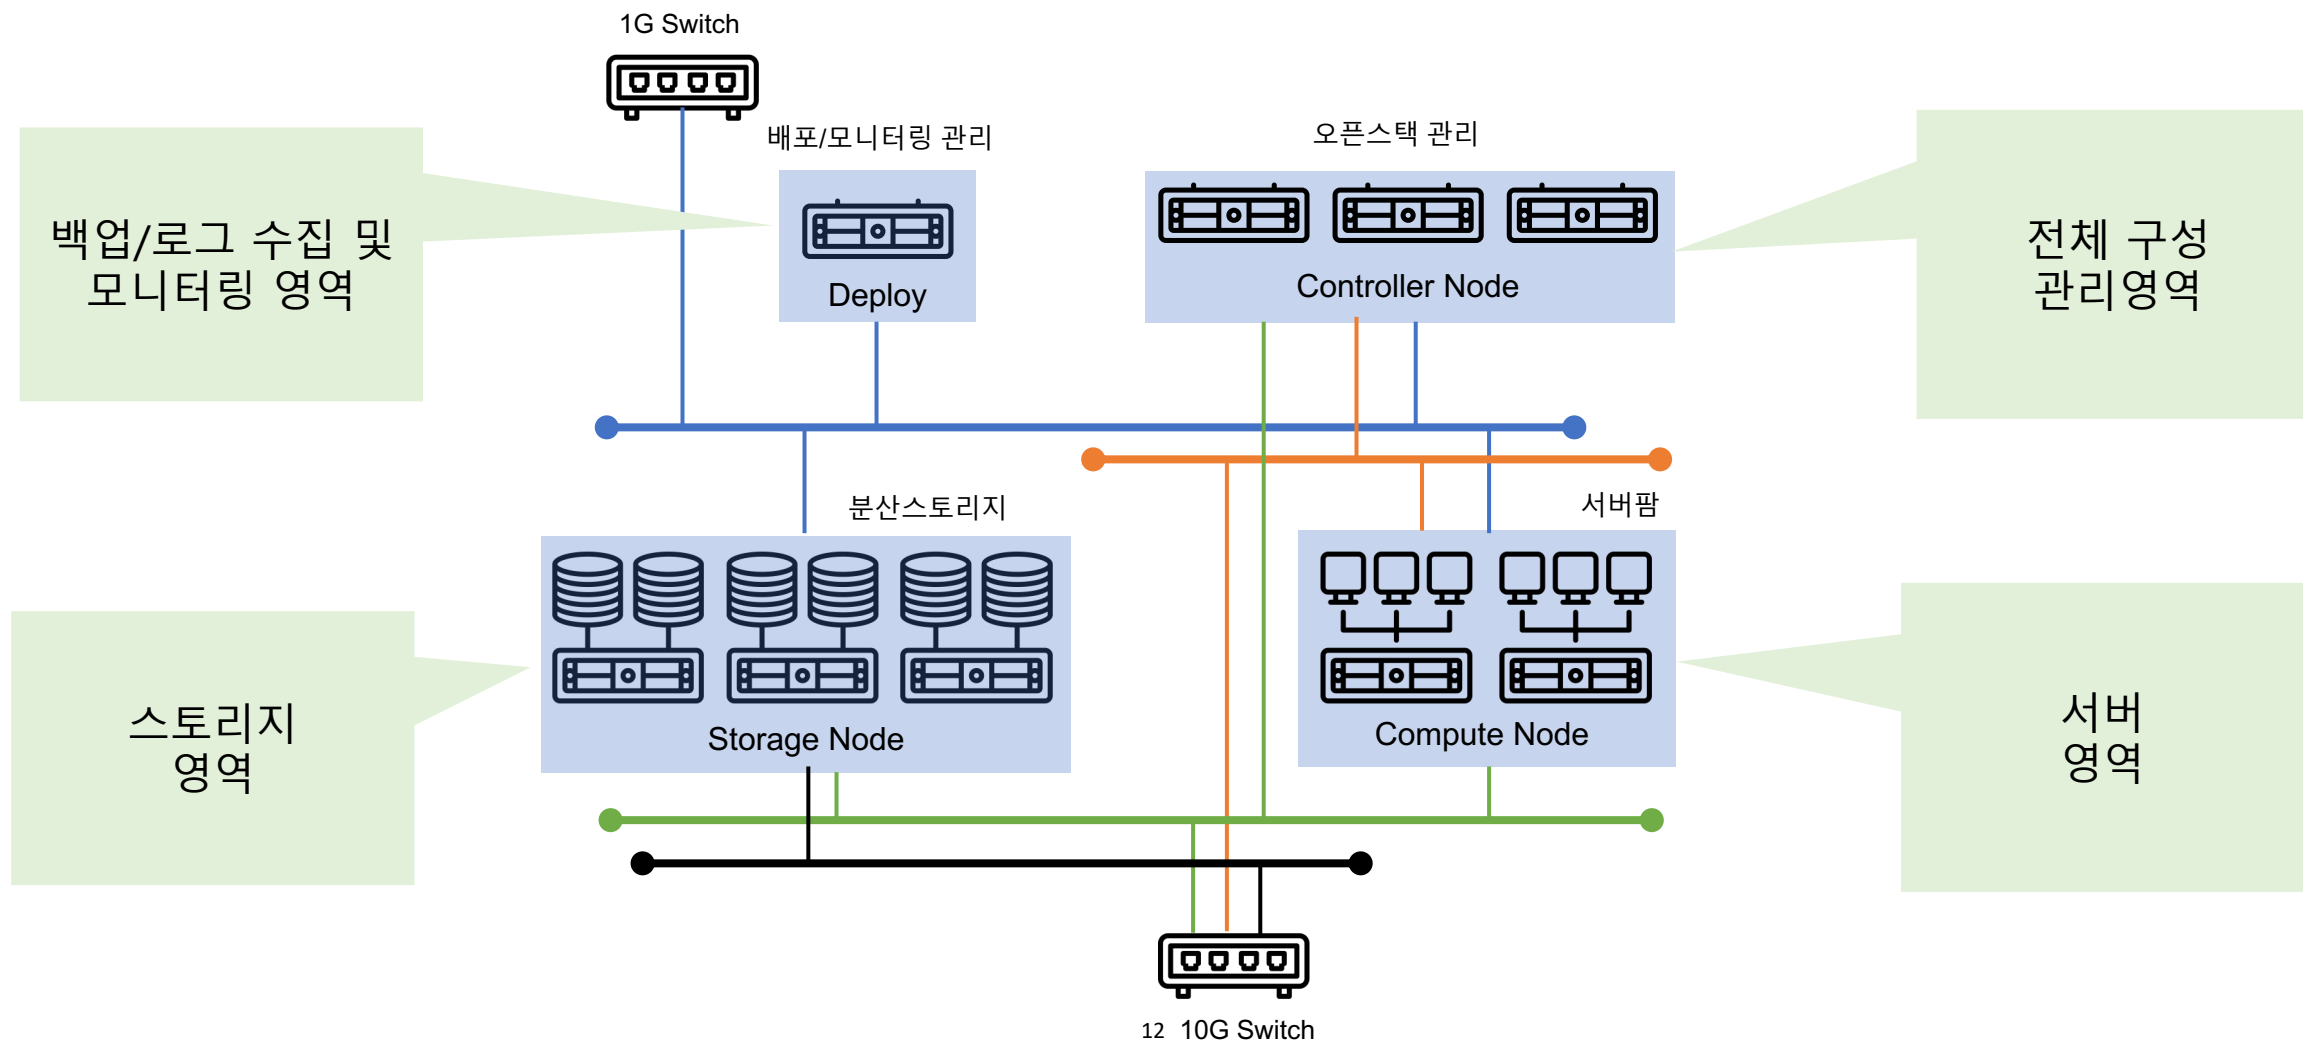 1G Switch
배포/모니터링 관리
오픈스택 관리
백업/로그 수집 및
모니터링 영역
Deploy
Controller Node
전체 구성
관리영역
분산스토리지
서버팜
스토리지
영역
Storage Node
Compute Node
서버
영역
12
10G Switch